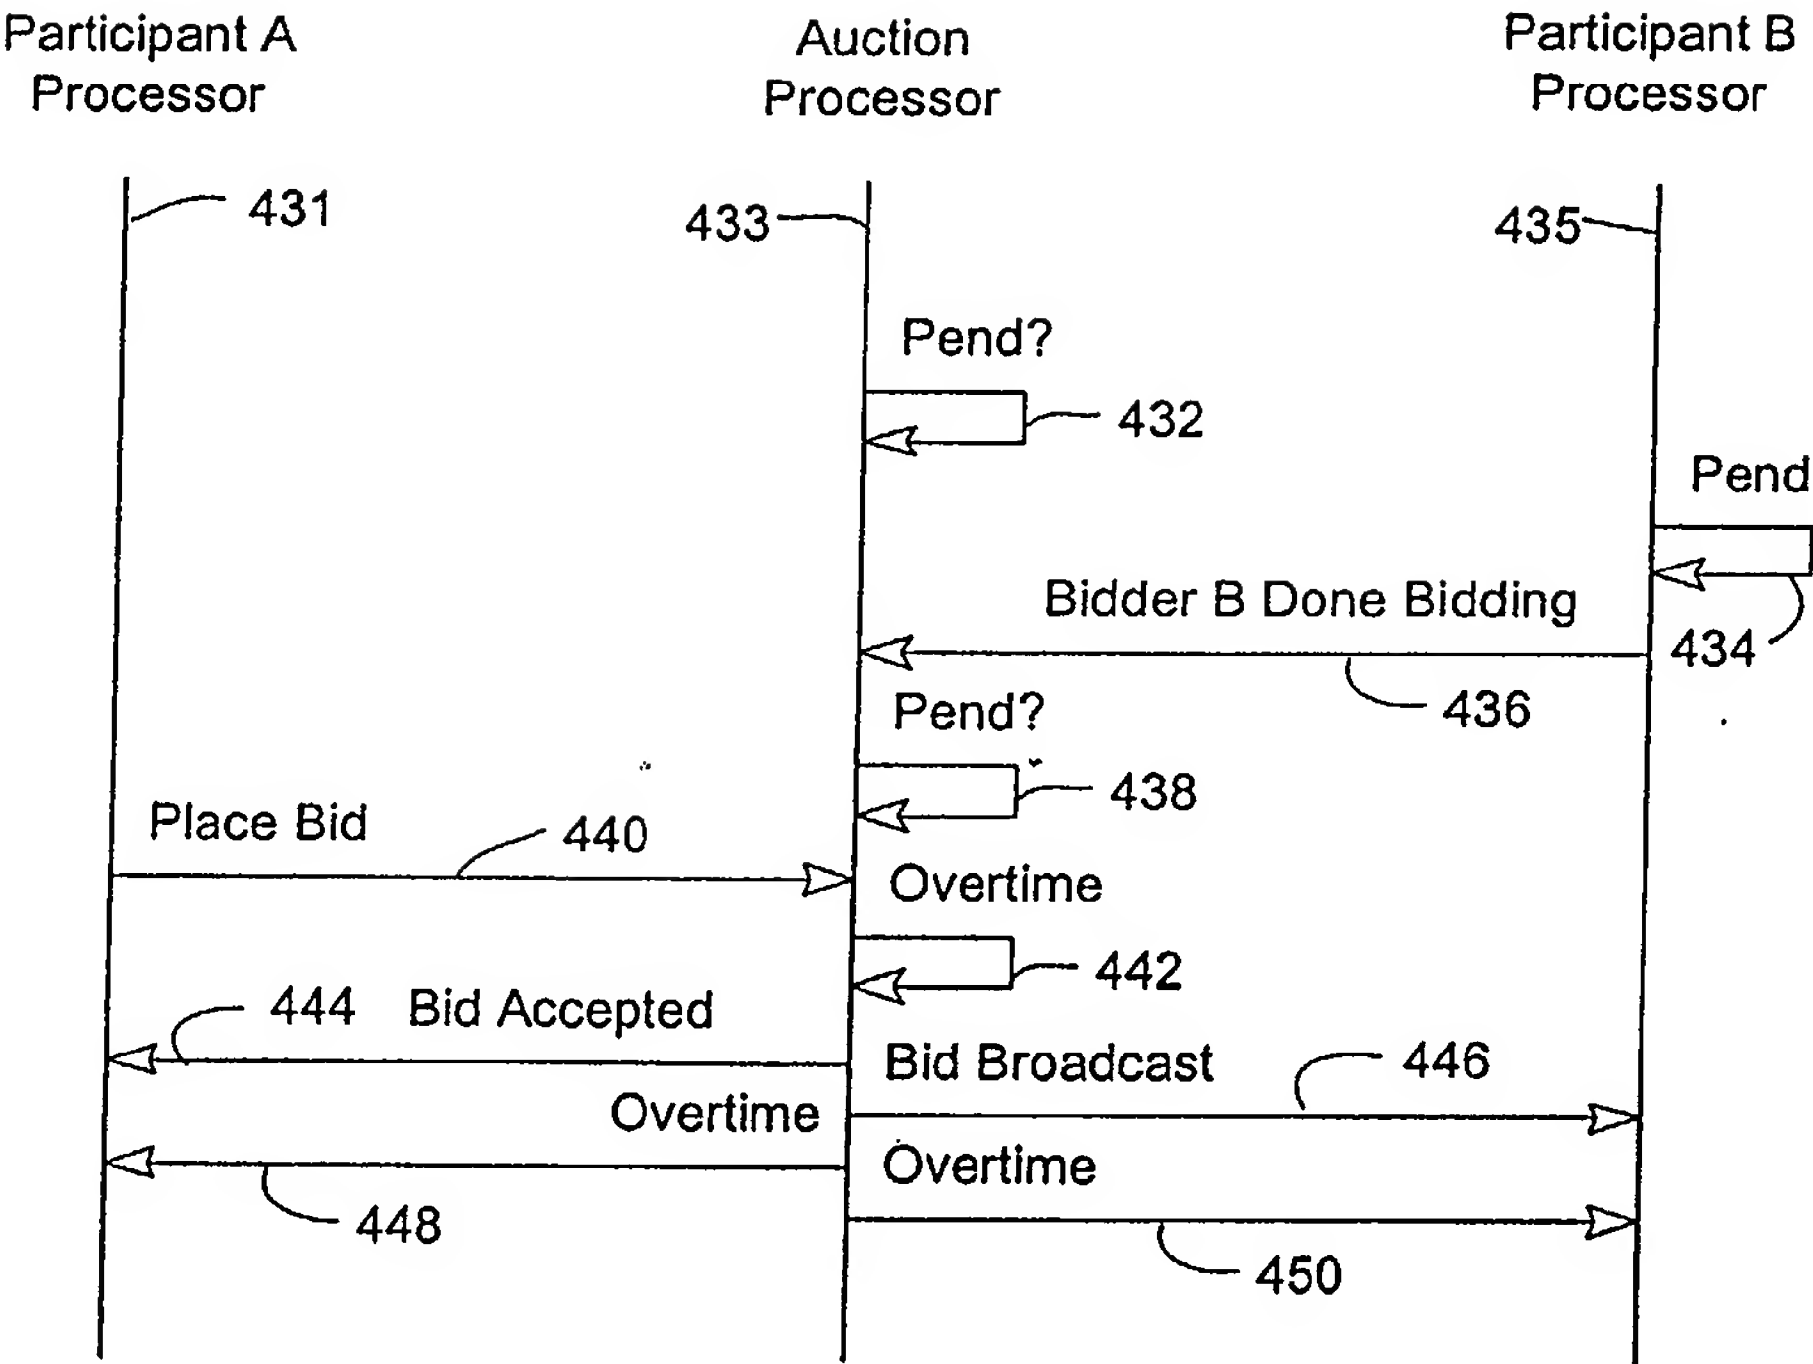 Participant A
Processor
Auction
Processor
Participant B
Processor
431
433
435
Pend?
432
Pend
Bidder B Done Bidding
434
436
Pend?
438
Place Bid
440
Overtime
442
444
Bid Accepted
Bid Broadcast
446
Overtime
Overtime
448
450